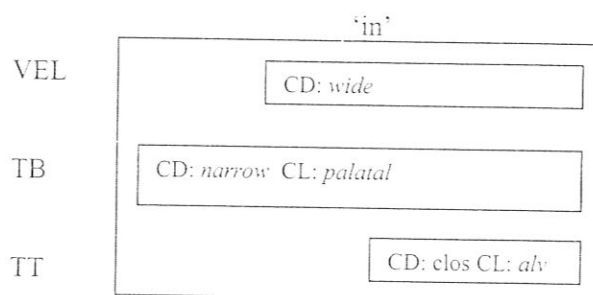 ‘in’
VEL
CD: wide
TB
CD: narrow CL: palatal
TT
CD: clos CL: alv